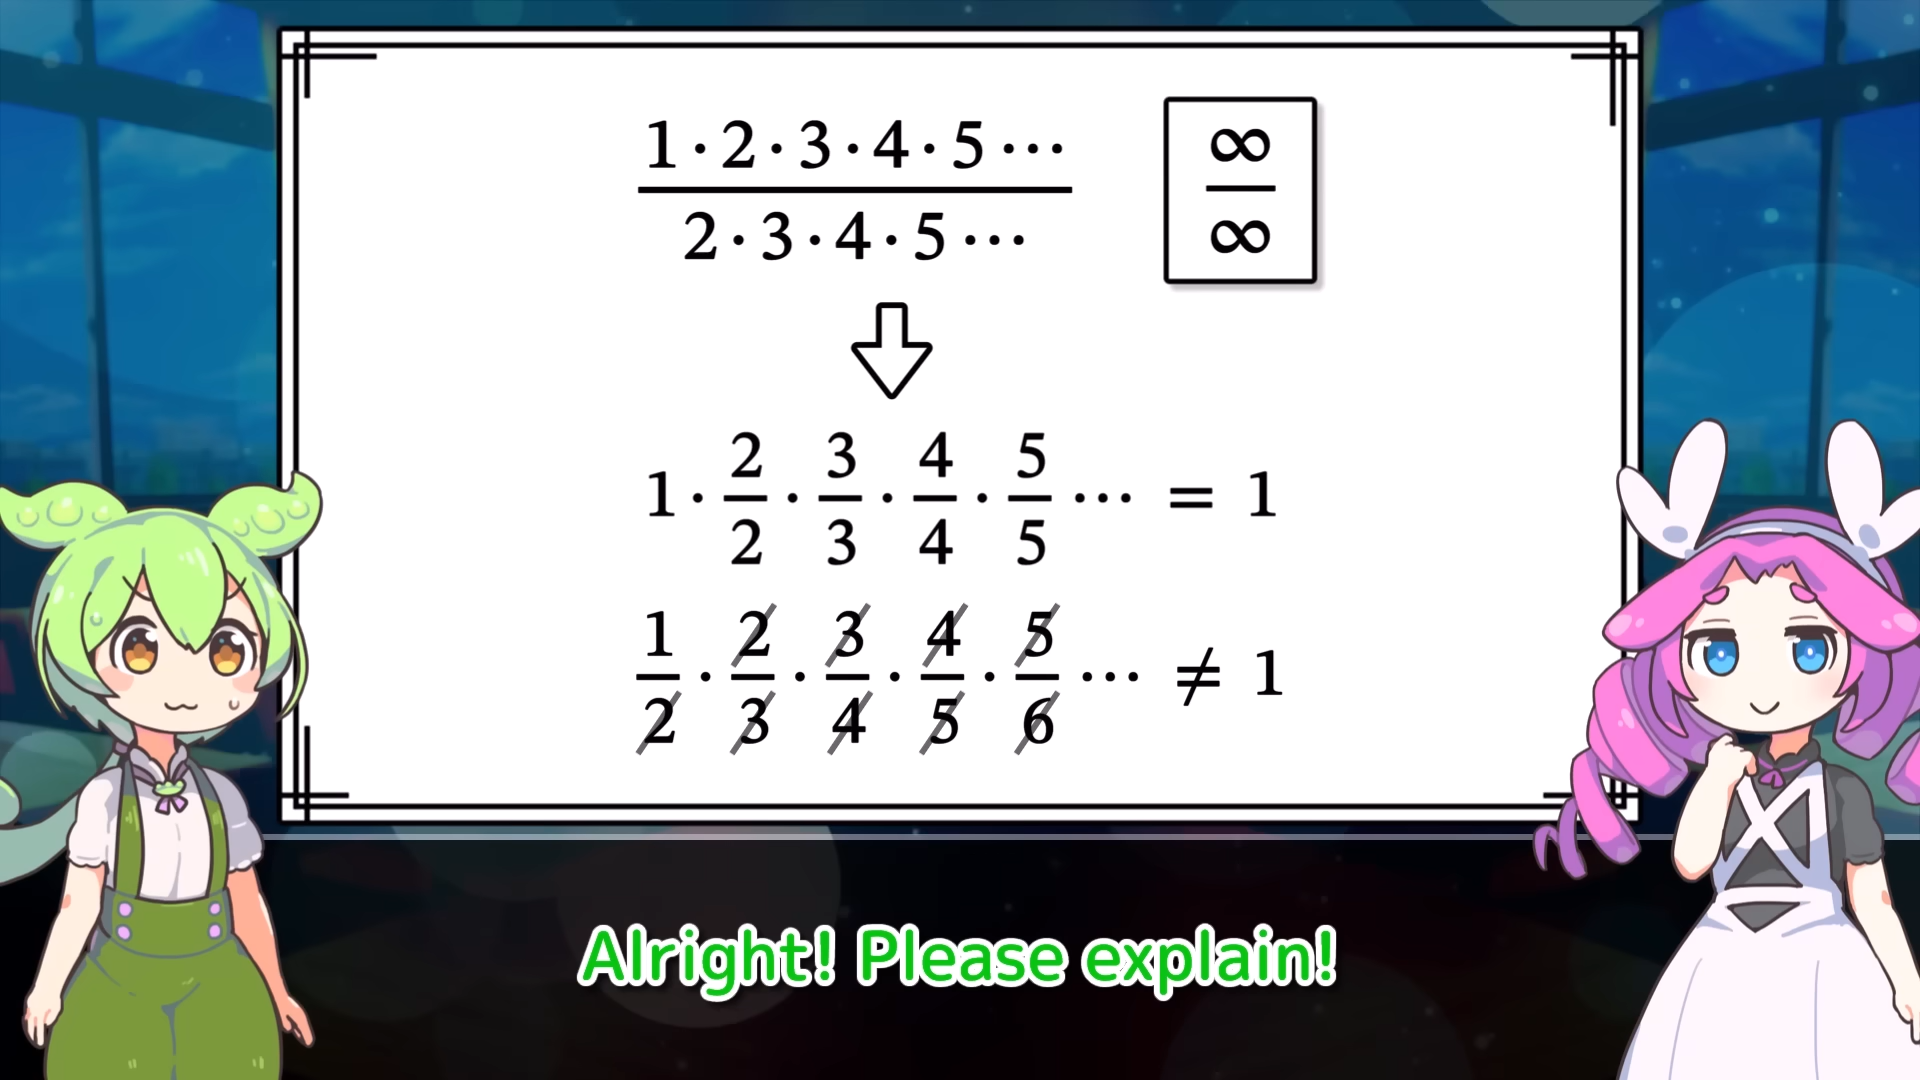 1·2·3·4·5···
2·3·4·5···
∞
∞
1 · 2/2 · 3/3 · 4/4 · 5/5 ··· = 1
1/2 · 2/3 · 3/4 · 4/5 · 5/6 ··· ≠ 1
Alright! Please explain!